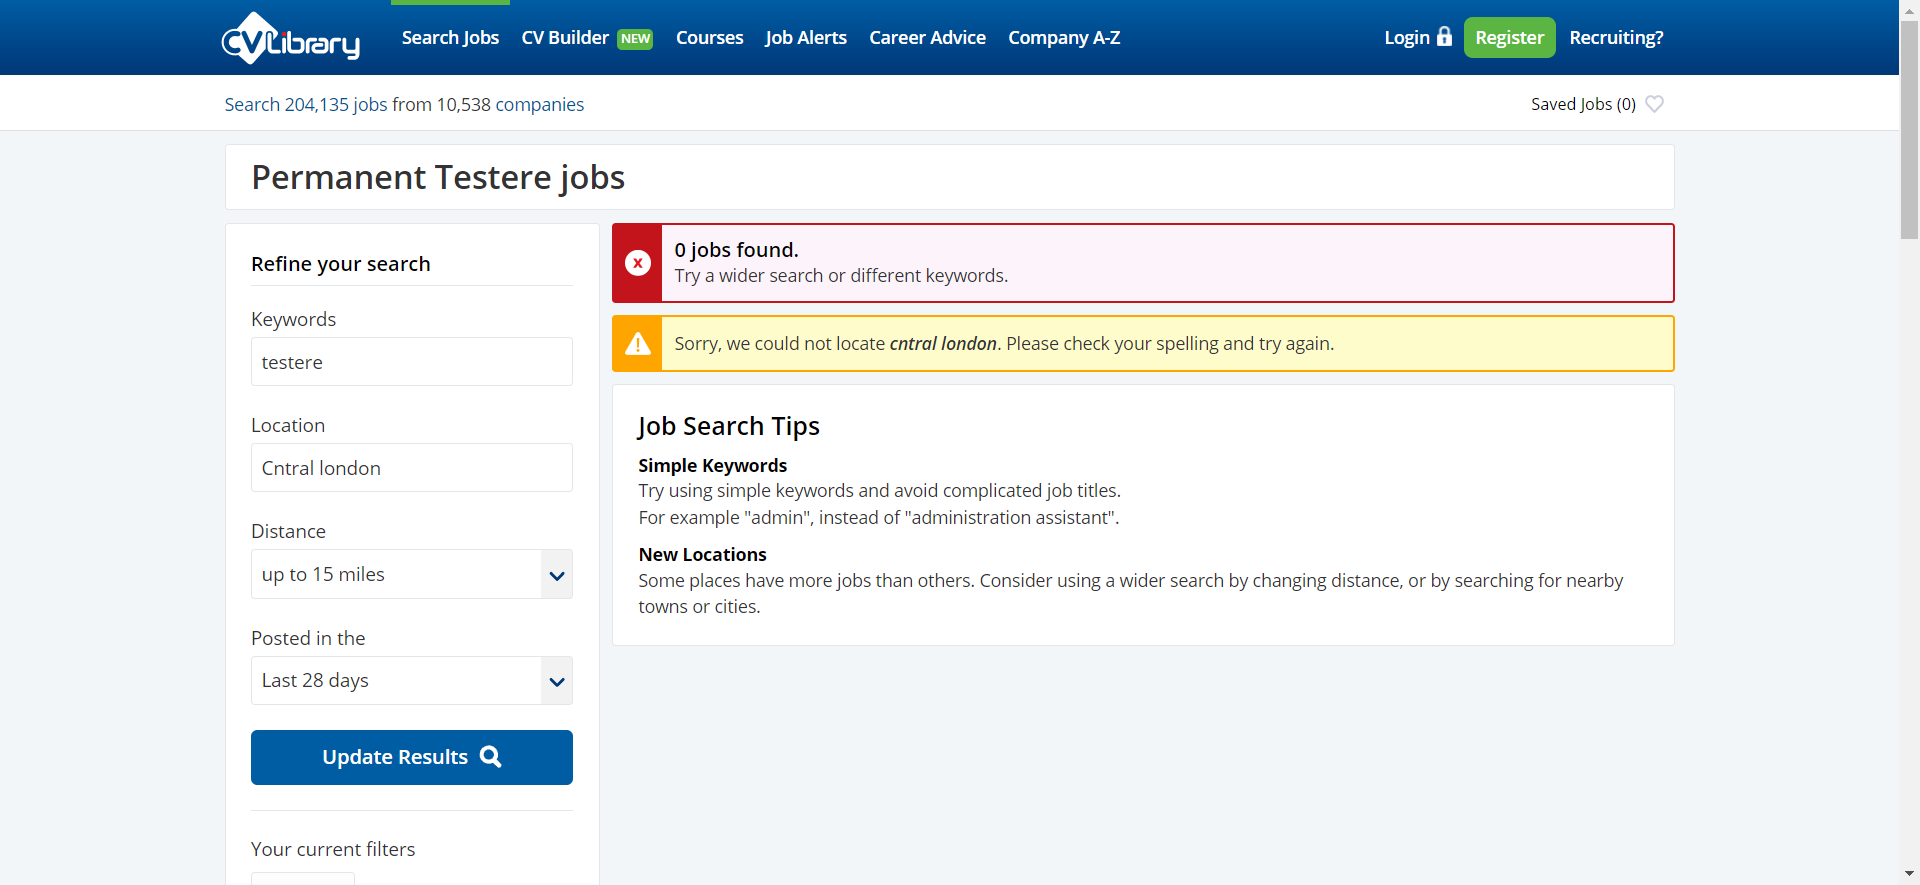 CVLibrary
Search Jobs
CV Builder NEW
Courses
Job Alerts
Career Advice
Company A-Z
Login
Register
Recruiting?
Search 204,135 jobs from 10,538 companies
Saved Jobs (0)
Permanent Testere jobs
Refine your search
Keywords
testere
Location
Cntral london
Distance
up to 15 miles
Posted in the
Last 28 days
Update Results
Your current filters
x
0 jobs found.
Try a wider search or different keywords.
Sorry, we could not locate cntral london. Please check your spelling and try again.
Job Search Tips
Simple Keywords
Try using simple keywords and avoid complicated job titles.
For example "admin", instead of "administration assistant".
New Locations
Some places have more jobs than others. Consider using a wider search by changing distance, or by searching for nearby
towns or cities.